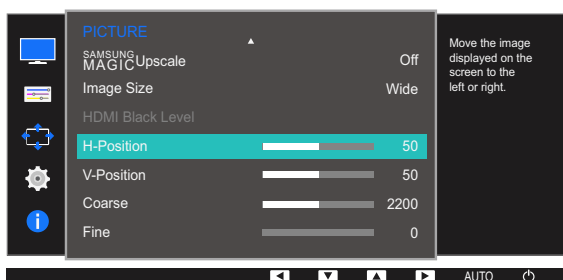 PICTURE
SAMSUNG
MAGIC Upscale Off
Image Size Wide
HDMI Black Level
H-Position 50
V-Position 50
Coarse 2200
Fine 0
Move the image
displayed on the
screen to the
left or right.
AUTO